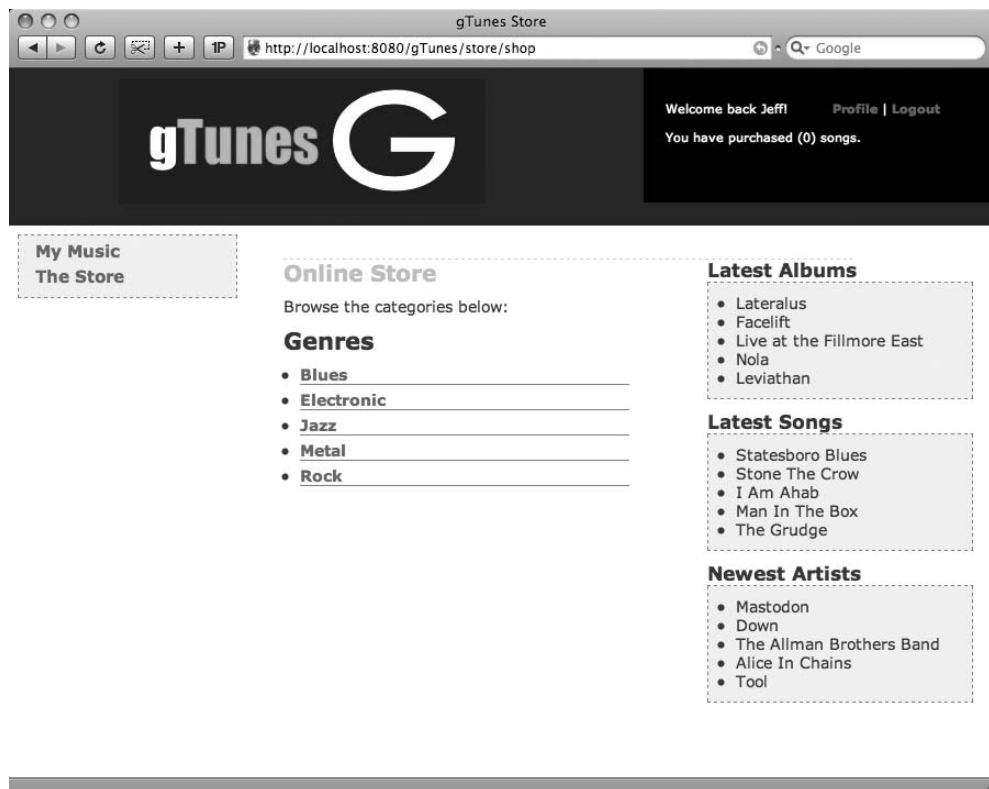 gTunes Store
1P
http://localhost:8080/gTunes/store/shop
Google
gTunes G
Welcome back Jeff! Profile | Logout
You have purchased (0) songs.
My Music
The Store
Online Store
Browse the categories below:
Genres
Blues
Electronic
Jazz
Metal
Rock
Latest Albums
Lateralus
Facelift
Live at the Fillmore East
Nola
Leviathan
Latest Songs
Statesboro Blues
Stone The Crow
I Am Ahab
Man In The Box
The Grudge
Newest Artists
Mastodon
Down
The Allman Brothers Band
Alice In Chains
Tool